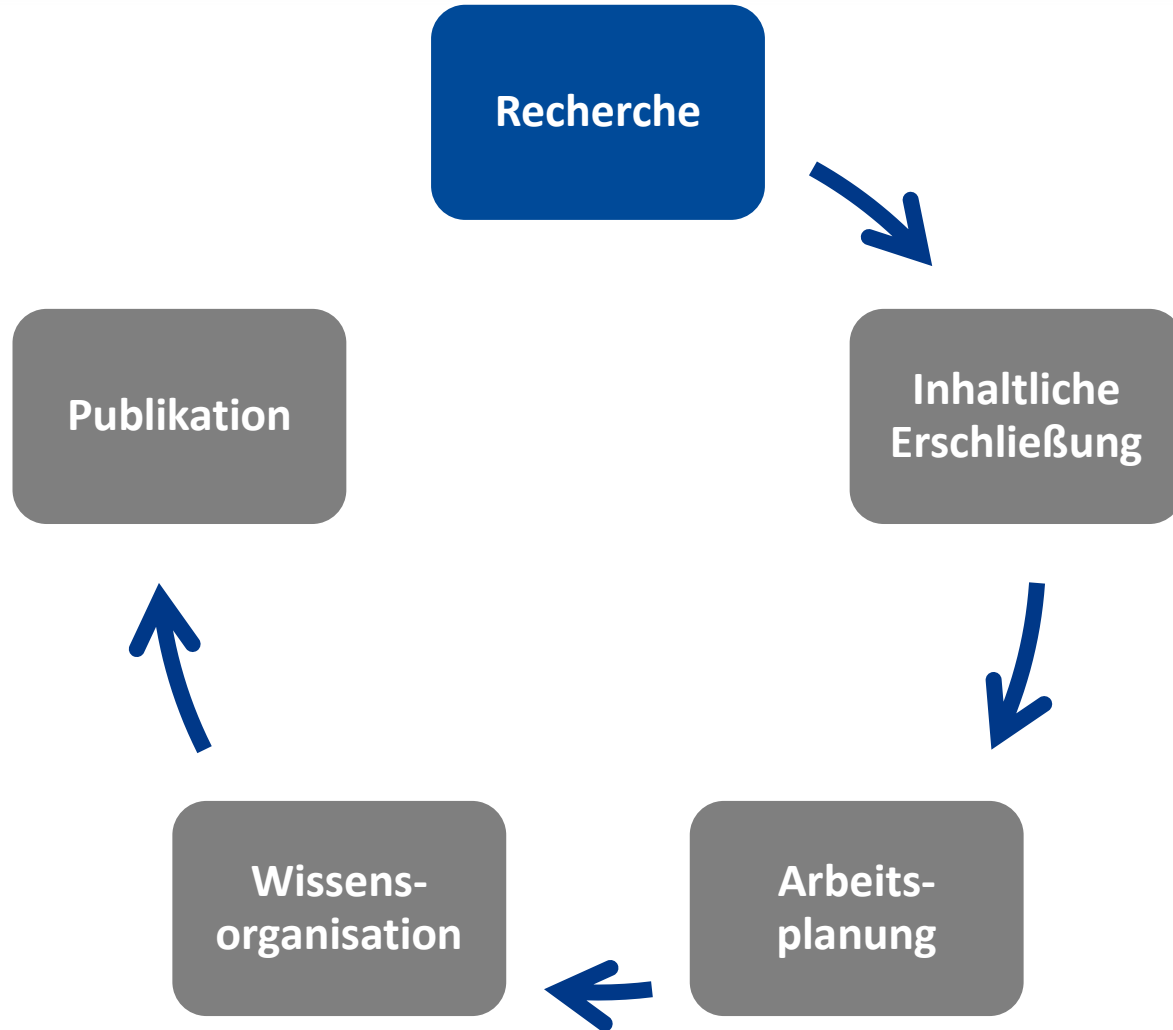 Recherche
Inhaltliche
Erschließung
Arbeits-
planung
Wissens-
organisation
Publikation